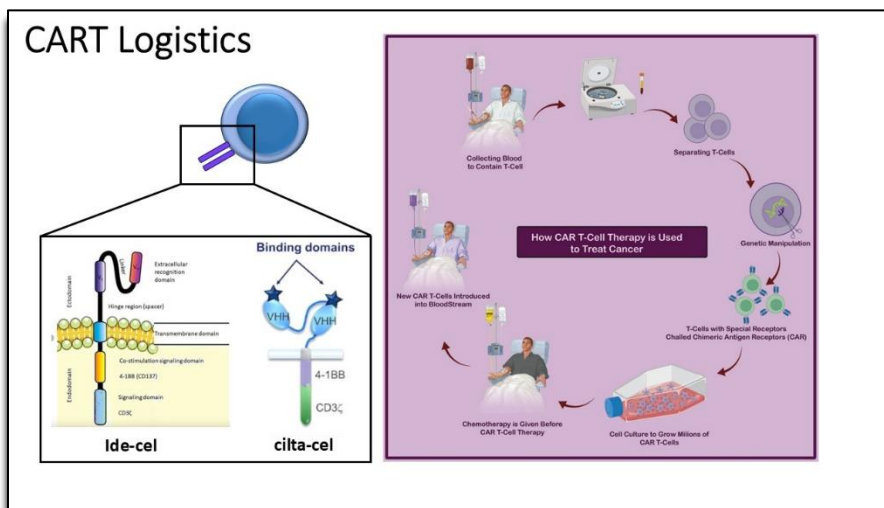 CART Logistics
Ectodomain
Linker
Extracellular
recognition
domain
Hinge region (spacer)
Transmembrane domain
Endodomain
Co-stimulation signaling domain
4-1BB (CD137)
Signaling domain
CD3ζ
Ide-cel
Binding domains
VHH
VHH
4-1BB
CD3ζ
cilta-cel
Collecting Blood
to Contain T-Cell
Separating T-Cells
Genetic Manipulation
How CAR T-Cell Therapy is Used
to Treat Cancer
T-Cells with Special Receptors
Challed Chimeric Antigen Receptors (CAR)
Cell Culture to Grow Milions of
CAR T-Cells
Chemotherapy is Given Before
CAR T-Cell Therapy
New CAR T-Cells Introduced
into BloodStream